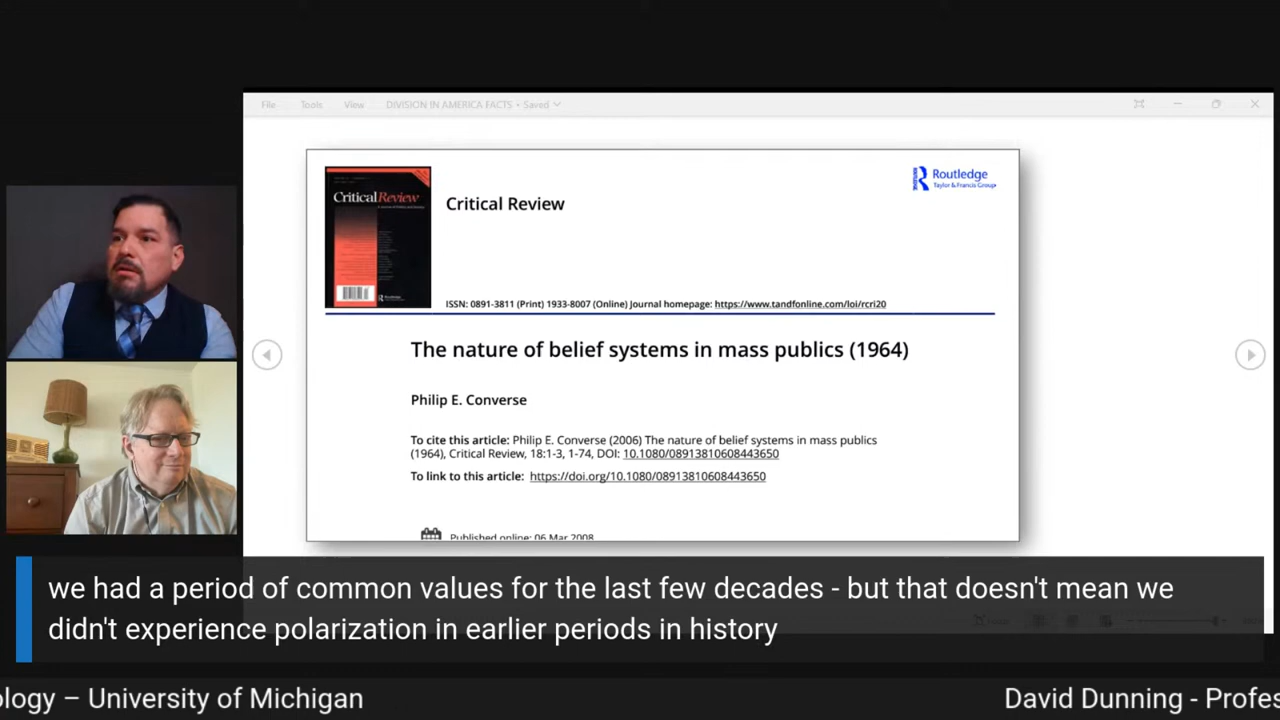 File Tools View DIVISION IN AMERICA FACTS • Saved
CriticalReview
Critical Review
Routledge
Taylor & Francis Group
ISSN: 0891-3811 (Print) 1933-8007 (Online) Journal homepage: https://www.tandfonline.com/loi/rcri20
The nature of belief systems in mass publics (1964)
Philip E. Converse
To cite this article: Philip E. Converse (2006) The nature of belief systems in mass publics
(1964), Critical Review, 18:1-3, 1-74, DOI: 10.1080/08913810608443650
To link to this article: https://doi.org/10.1080/08913810608443650
Published online: 06 Mar 2008
we had a period of common values for the last few decades - but that doesn't mean we
didn't experience polarization in earlier periods in history
ology – University of Michigan
David Dunning - Profes